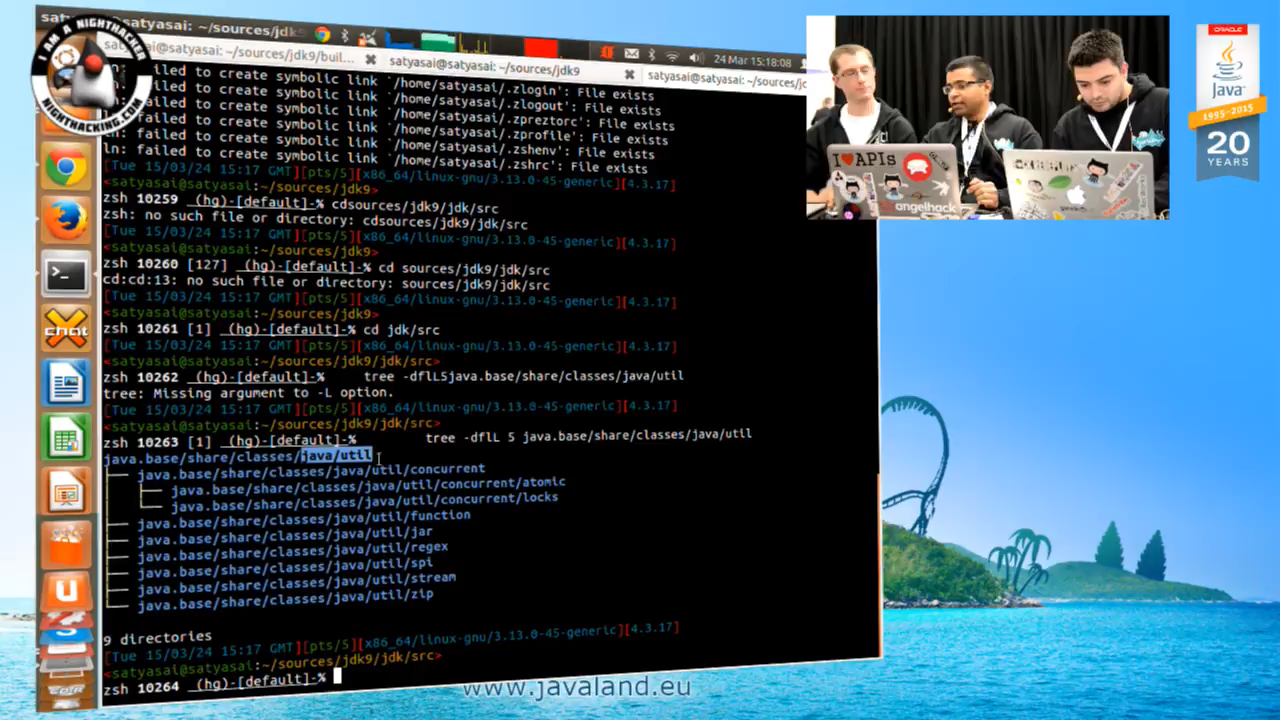 I AM A NIGHTHACKER
NIGHTHACKING.COM
satyasai@satyasai: ~/sources/jdk9
24 Mar 15:18:08
satyasai@satyasai: ~/sources/jdk9/buil...
satyasai@satyasai: ~/sources/jdk9
satyasai@satyasai: ~/sources/jd
ln: failed to create symbolic link `/home/satyasai/.zlogin': File exists
ln: failed to create symbolic link `/home/satyasai/.zlogout': File exists
ln: failed to create symbolic link `/home/satyasai/.zpreztorc': File exists
ln: failed to create symbolic link `/home/satyasai/.zprofile': File exists
ln: failed to create symbolic link `/home/satyasai/.zshenv': File exists
ln: failed to create symbolic link `/home/satyasai/.zshrc': File exists
[Tue 15/03/24 15:17 GMT][pts/5][x86_64/linux-gnu/3.13.0-45-generic][4.3.17]
<satyasai@satyasai:~/sources/jdk9>
zsh 10259 (hg)-[default]-% cdsources/jdk9/jdk/src
zsh: no such file or directory: cdsources/jdk9/jdk/src
[Tue 15/03/24 15:17 GMT][pts/5][x86_64/linux-gnu/3.13.0-45-generic][4.3.17]
<satyasai@satyasai:~/sources/jdk9>
zsh 10260 [127] (hg)-[default]-% cd sources/jdk9/jdk/src
cd:cd:13: no such file or directory: sources/jdk9/jdk/src
[Tue 15/03/24 15:17 GMT][pts/5][x86_64/linux-gnu/3.13.0-45-generic][4.3.17]
<satyasai@satyasai:~/sources/jdk9>
zsh 10261 [1] (hg)-[default]-% cd jdk/src
[Tue 15/03/24 15:17 GMT][pts/5][x86_64/linux-gnu/3.13.0-45-generic][4.3.17]
<satyasai@satyasai:~/sources/jdk9/jdk/src>
zsh 10262 (hg)-[default]-% tree -dflL5java.base/share/classes/java/util
tree: Missing argument to -L option.
[Tue 15/03/24 15:17 GMT][pts/5][x86_64/linux-gnu/3.13.0-45-generic][4.3.17]
<satyasai@satyasai:~/sources/jdk9/jdk/src>
zsh 10263 [1] (hg)-[default]-% tree -dflL 5 java.base/share/classes/java/util
java.base/share/classes/java/util
├── java.base/share/classes/java/util/concurrent
│   ├── java.base/share/classes/java/util/concurrent/atomic
│   └── java.base/share/classes/java/util/concurrent/locks
├── java.base/share/classes/java/util/function
├── java.base/share/classes/java/util/jar
├── java.base/share/classes/java/util/regex
├── java.base/share/classes/java/util/spi
├── java.base/share/classes/java/util/stream
└── java.base/share/classes/java/util/zip
9 directories
[Tue 15/03/24 15:17 GMT][pts/5][x86_64/linux-gnu/3.13.0-45-generic][4.3.17]
<satyasai@satyasai:~/sources/jdk9/jdk/src>
zsh 10264 (hg)-[default]-%
chat
www.javaland.eu
I ♥ APIs
angelhack
ORACLE
Java
1995-2015
20
YEARS